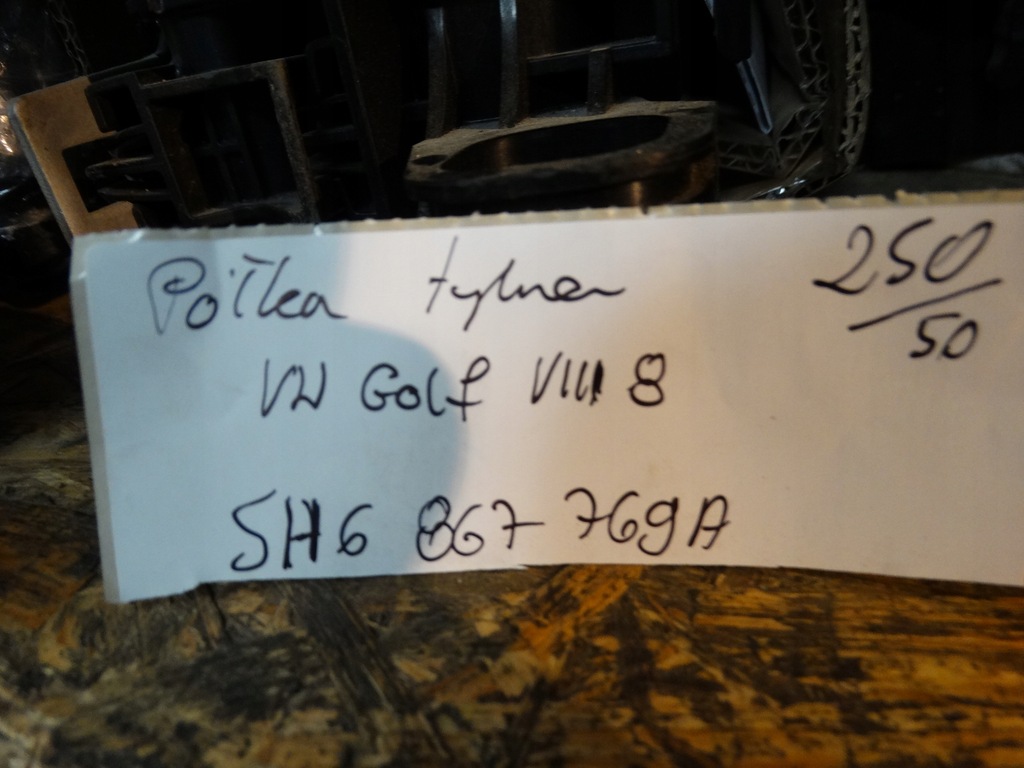 Półka tylna
250/50
VW Golf VIII 8
5H6 867 769A